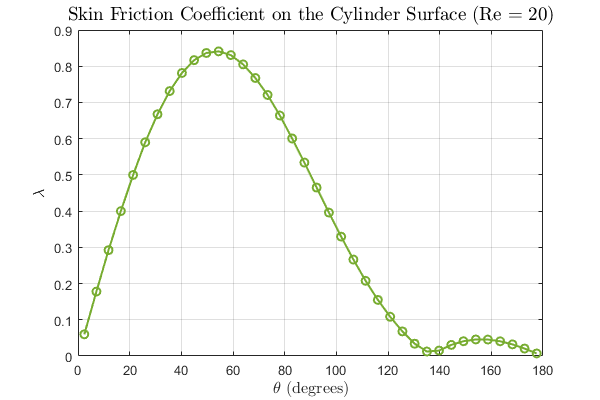 Skin Friction Coefficient on the Cylinder Surface (Re = 20)
0.9
0.8
0.7
0.6
0.5
0.4
0.3
0.2
0.1
0
λ
0 20 40 60 80 100 120 140 160 180
θ (degrees)